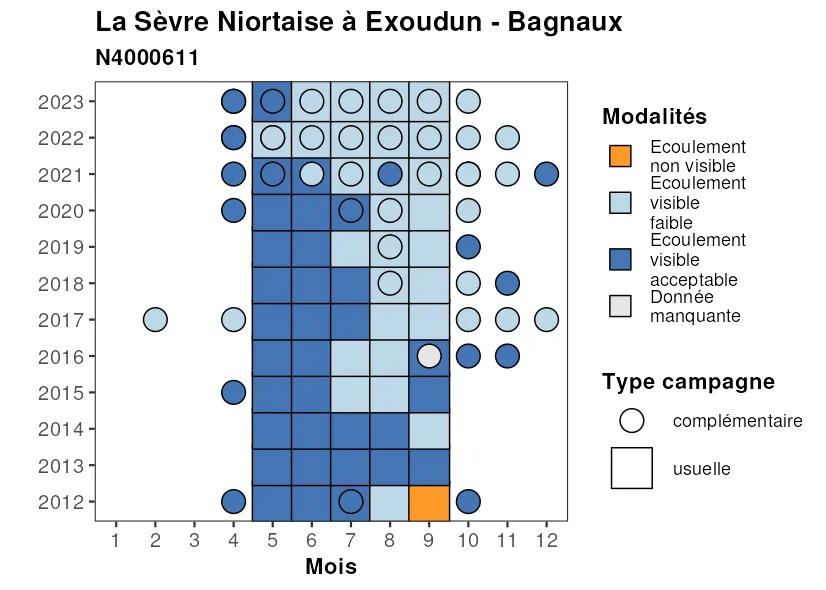 La Sèvre Niortaise à Exoudun - Bagnaux
N4000611
2023
2022
2021
2020
2019
2018
2017
2016
2015
2014
2013
2012
1 2 3 4 5 6 7 8 9 10 11 12
Mois
Modalités
Ecoulement
non visible
Ecoulement
visible
faible
Ecoulement
visible
acceptable
Donnée
manquante
Type campagne
complémentaire
usuelle